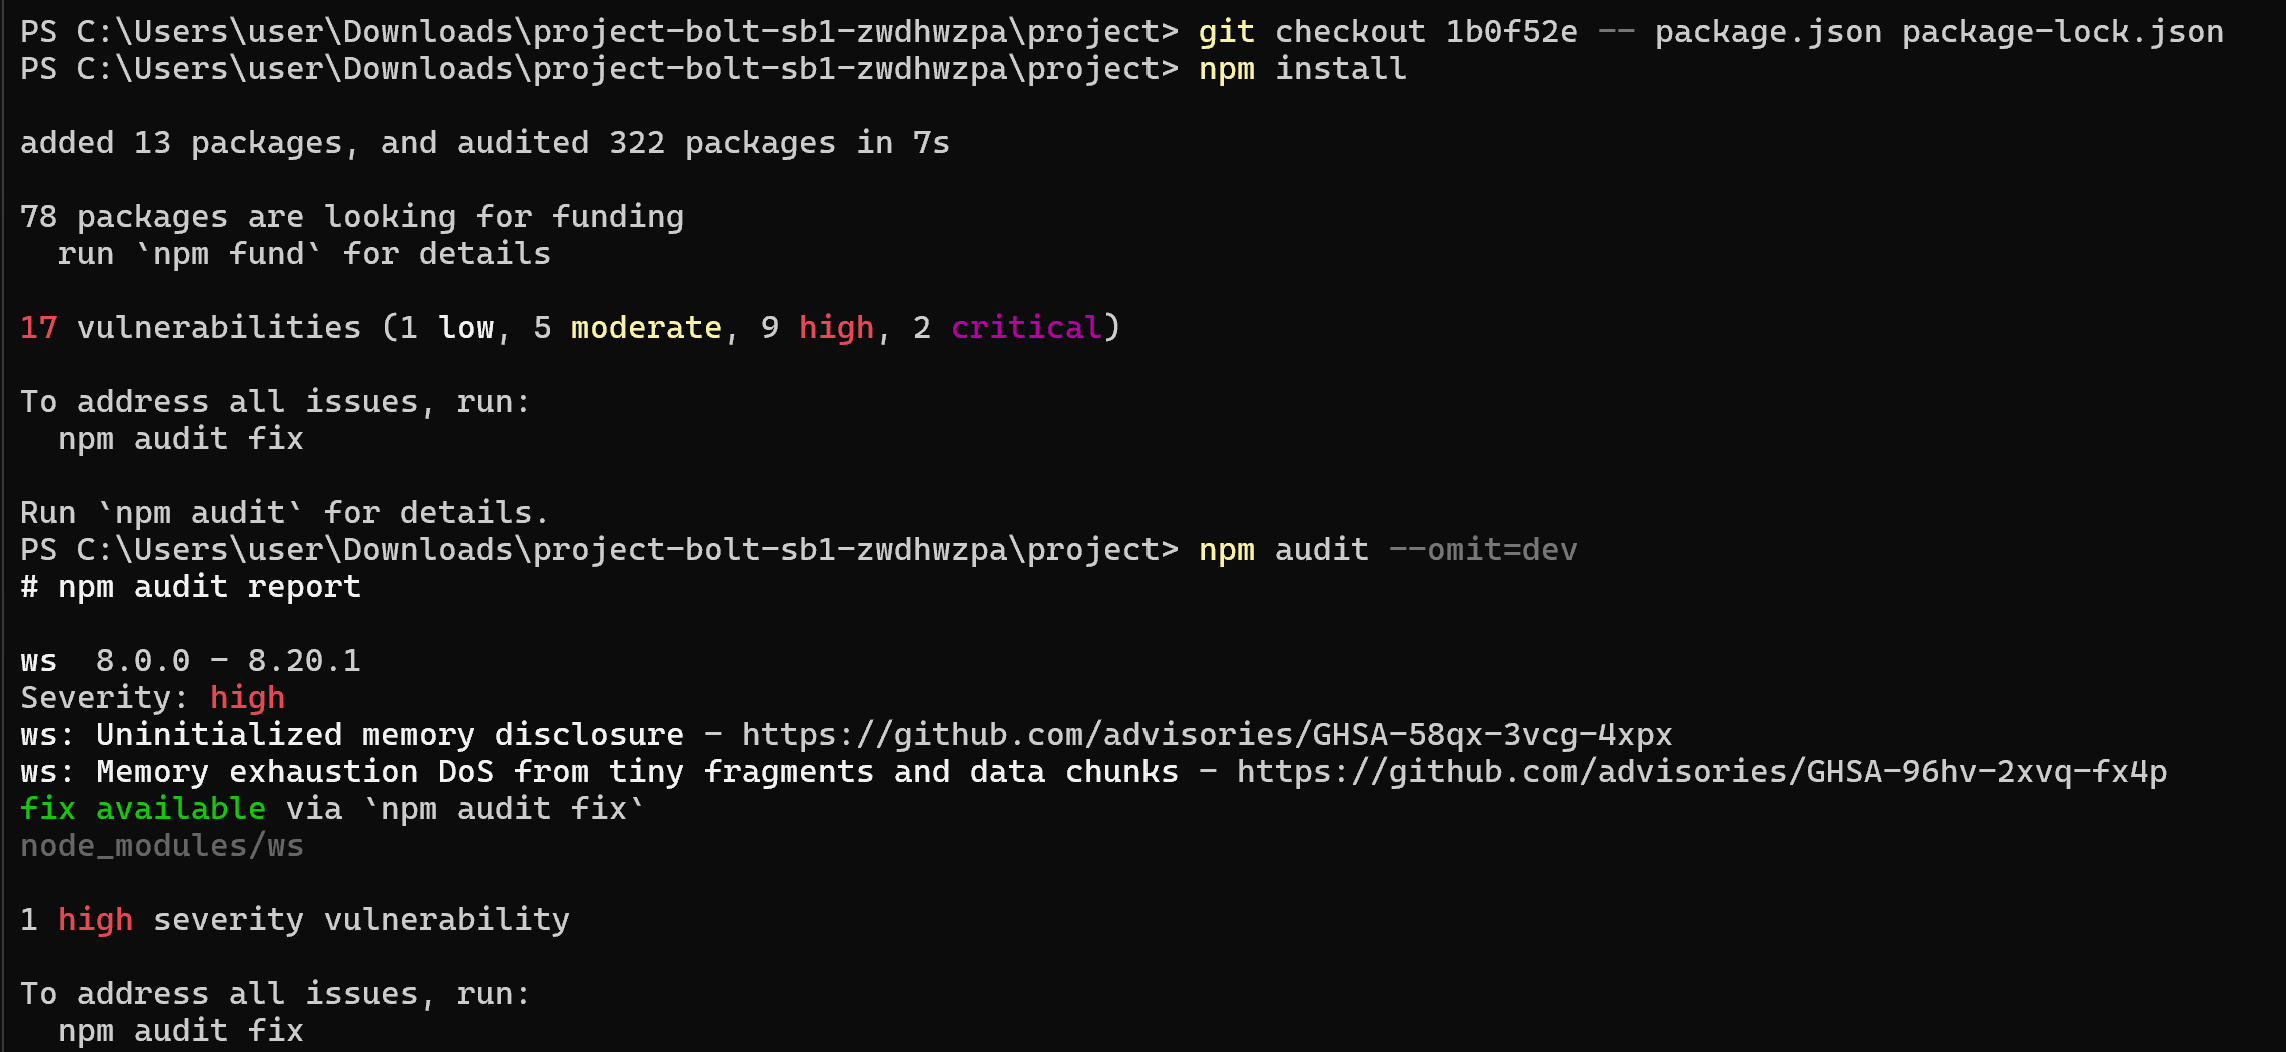 PS C:\Users\user\Downloads\project-bolt-sb1-zwdhwzpa\project> git checkout 1b0f52e -- package.json package-lock.json
PS C:\Users\user\Downloads\project-bolt-sb1-zwdhwzpa\project> npm install
added 13 packages, and audited 322 packages in 7s
78 packages are looking for funding
  run `npm fund` for details
17 vulnerabilities (1 low, 5 moderate, 9 high, 2 critical)
To address all issues, run:
  npm audit fix
Run `npm audit` for details.
PS C:\Users\user\Downloads\project-bolt-sb1-zwdhwzpa\project> npm audit --omit=dev
# npm audit report
ws  8.0.0 - 8.20.1
Severity: high
ws: Uninitialized memory disclosure - https://github.com/advisories/GHSA-58qx-3vcg-4xpx
ws: Memory exhaustion DoS from tiny fragments and data chunks - https://github.com/advisories/GHSA-96hv-2xvq-fx4p
fix available via `npm audit fix`
node_modules/ws
1 high severity vulnerability
To address all issues, run:
  npm audit fix